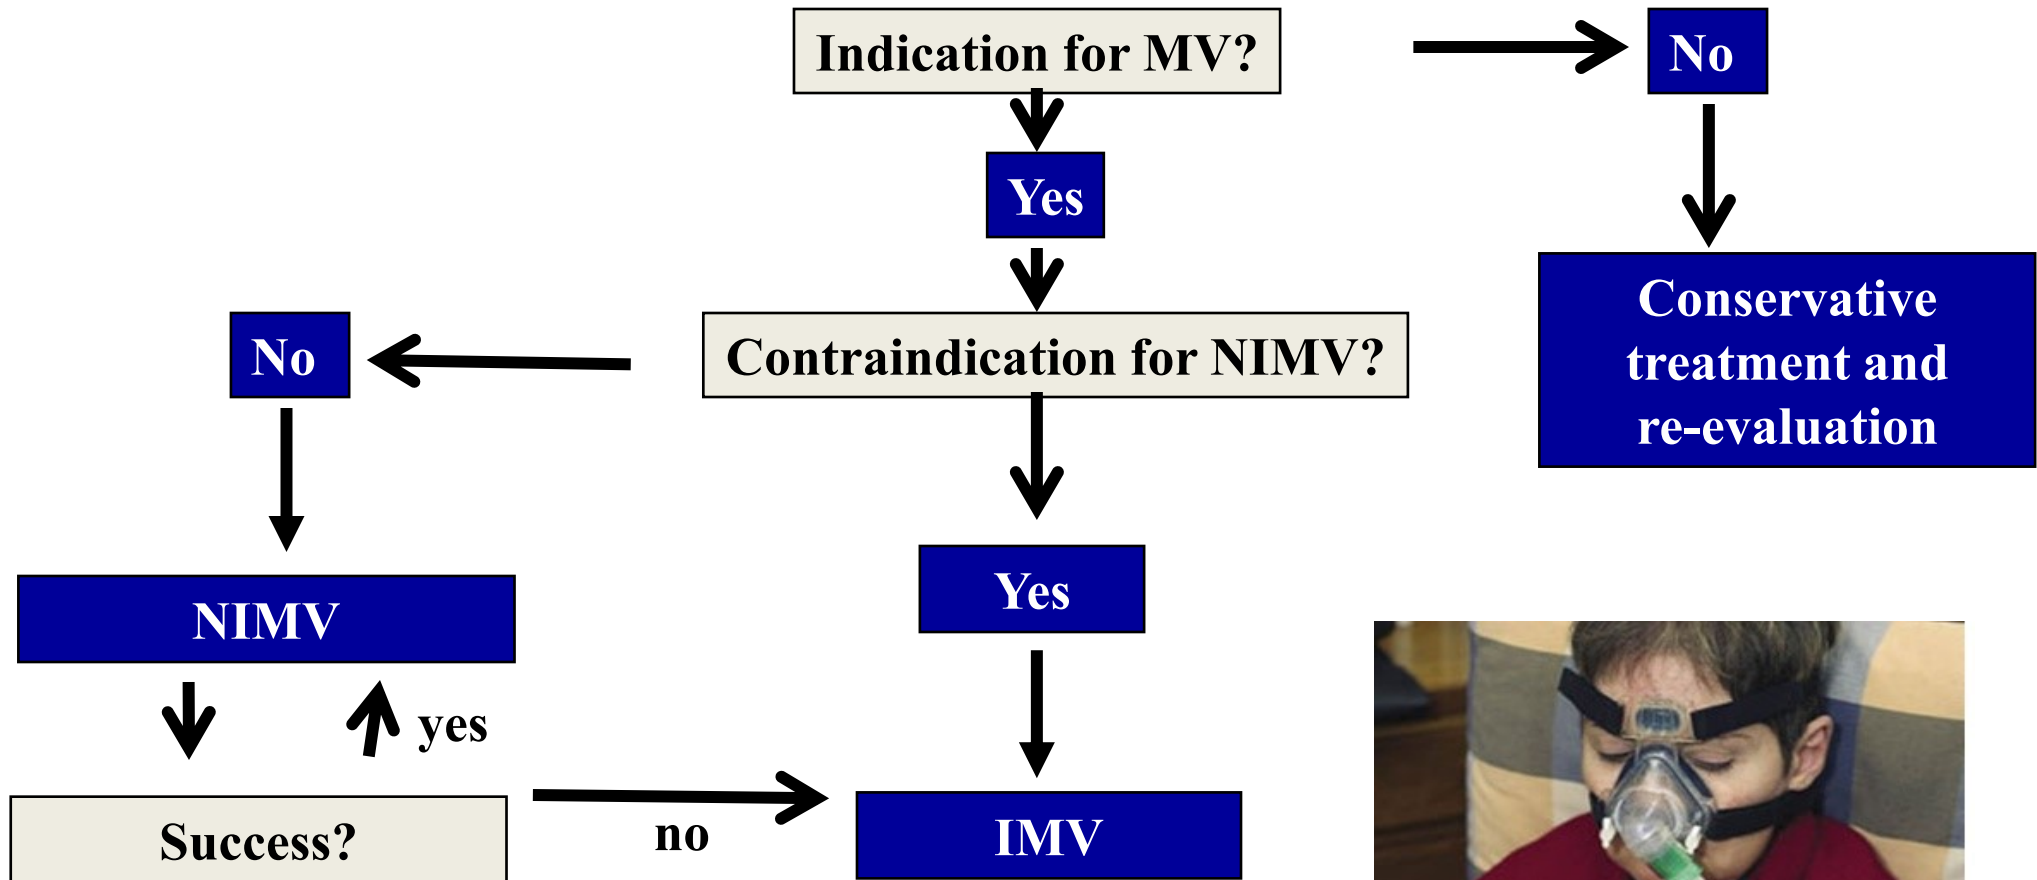 Indication for MV?
No
Yes
Conservative
treatment and
re-evaluation
No
Contraindication for NIMV?
NIMV
Yes
yes
Success?
no
IMV